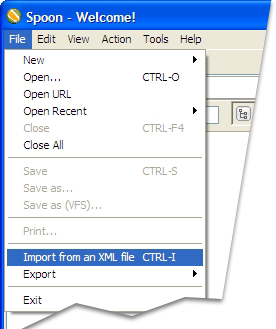 Spoon - Welcome!
File Edit View Action Tools Help
New
Open... CTRL-O
Open URL
Open Recent
Close CTRL-F4
Close All
Save CTRL-S
Save as...
Save as (VFS)...
Print...
Import from an XML file CTRL-I
Export
Exit